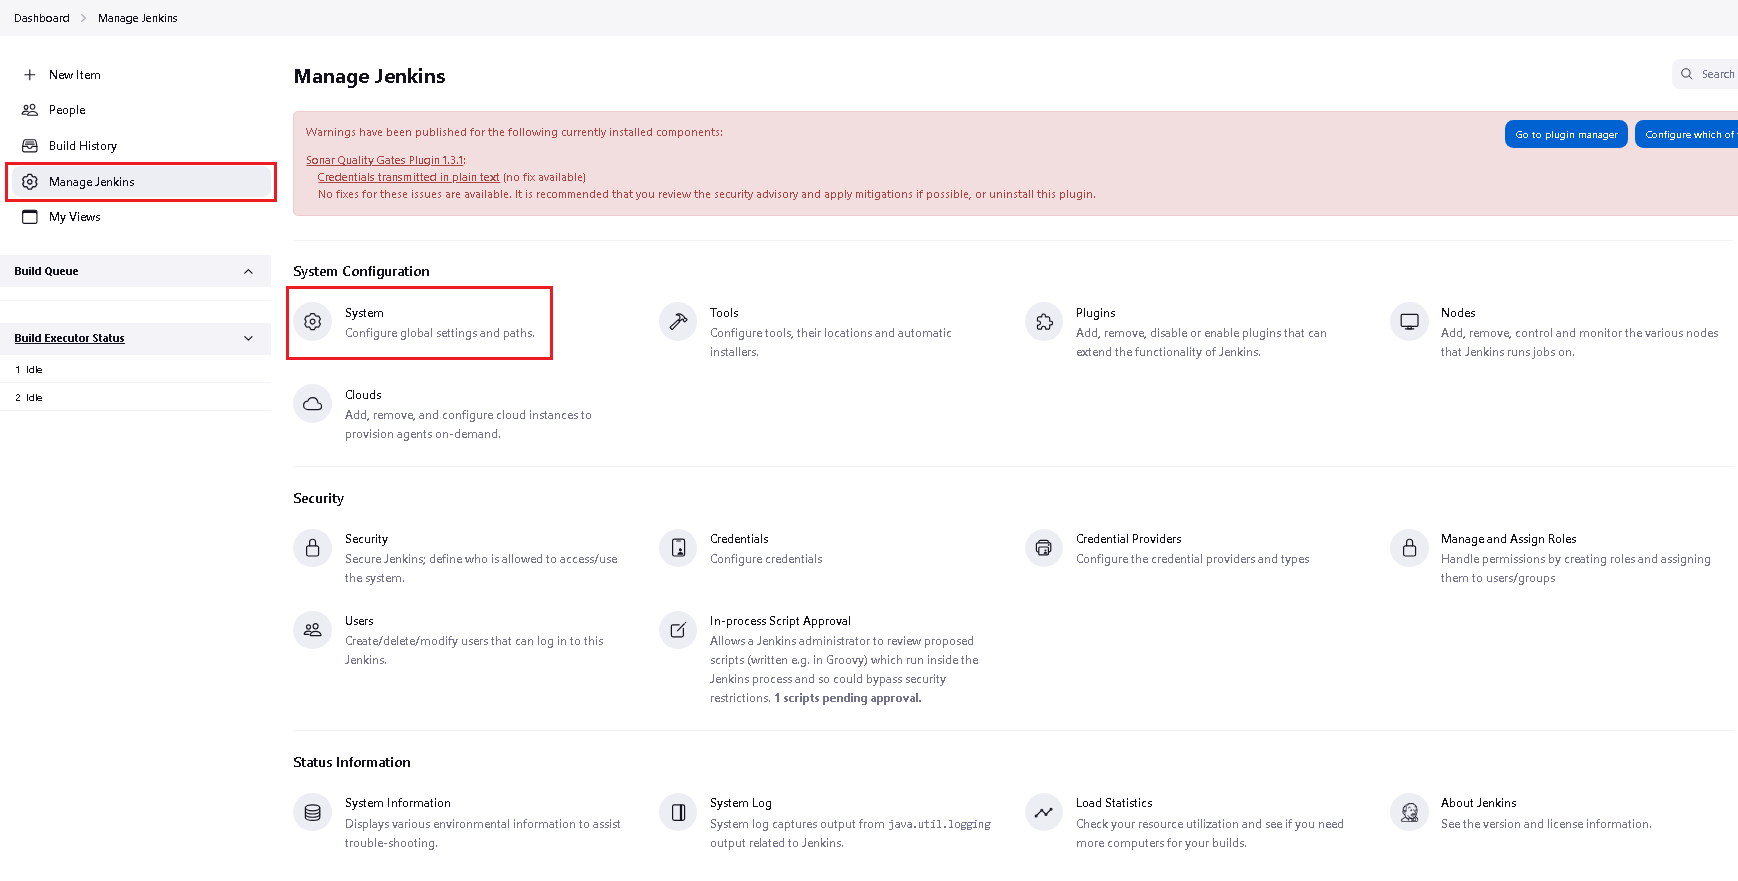 Dashboard > Manage Jenkins
New Item
People
Build History
Manage Jenkins
My Views
Build Queue
Build Executor Status
1 Idle
2 Idle
Manage Jenkins
Search
Warnings have been published for the following currently installed components:
Go to plugin manager
Configure which of
Sonar Quality Gates Plugin 1.3.1:
Credentials transmitted in plain text (no fix available)
No fixes for these issues are available. It is recommended that you review the security advisory and apply mitigations if possible, or uninstall this plugin.
System Configuration
System
Configure global settings and paths.
Tools
Configure tools, their locations and automatic
installers.
Plugins
Add, remove, disable or enable plugins that can
extend the functionality of Jenkins.
Nodes
Add, remove, control and monitor the various nodes
that Jenkins runs jobs on.
Clouds
Add, remove, and configure cloud instances to
provision agents on-demand.
Security
Security
Secure Jenkins; define who is allowed to access/use
the system.
Credentials
Configure credentials
Credential Providers
Configure the credential providers and types
Manage and Assign Roles
Handle permissions by creating roles and assigning
them to users/groups
Users
Create/delete/modify users that can log in to this
Jenkins.
In-process Script Approval
Allows a Jenkins administrator to review proposed
scripts (written e.g. in Groovy) which run inside the
Jenkins process and so could bypass security
restrictions. 1 scripts pending approval.
Status Information
System Information
Displays various environmental information to assist
trouble-shooting.
System Log
System log captures output from java.util.logging
output related to Jenkins.
Load Statistics
Check your resource utilization and see if you need
more computers for your builds.
About Jenkins
See the version and license information.